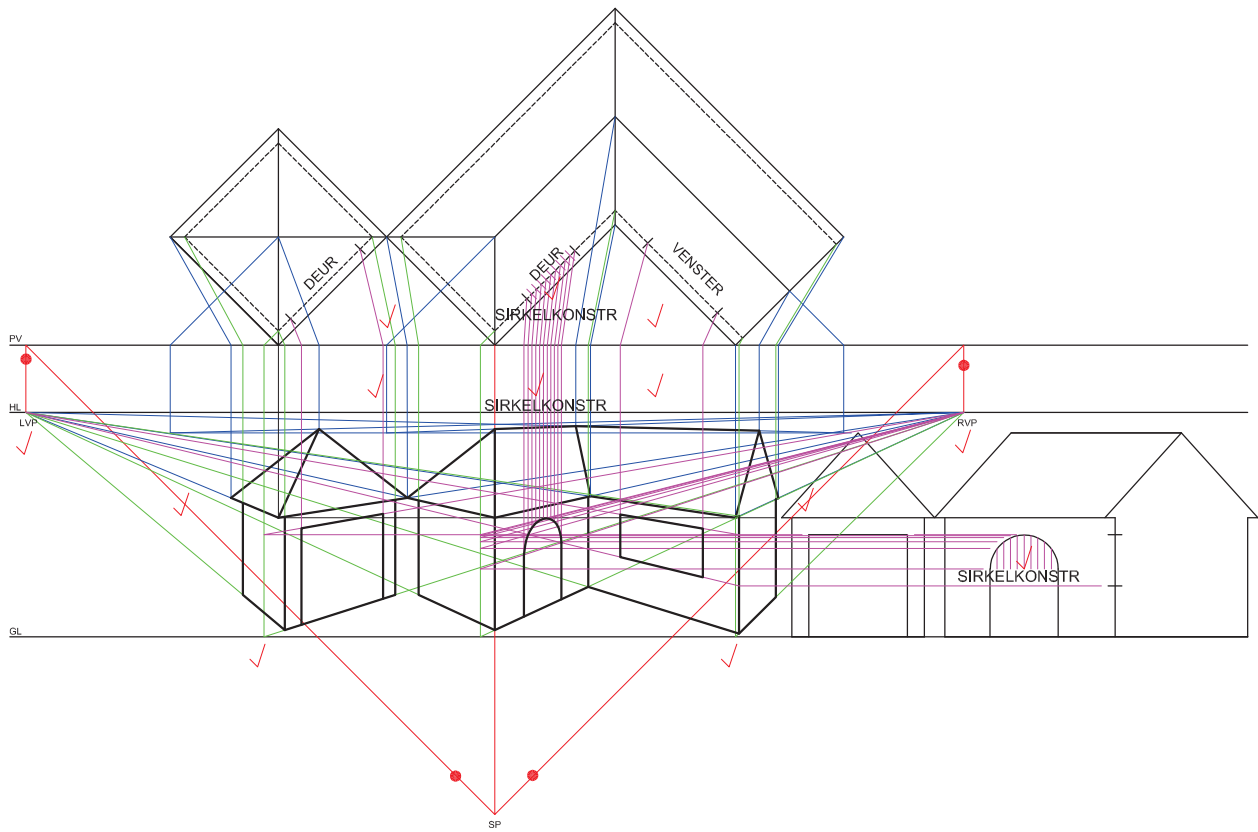 DEUR
DEUR
VENSTER
SIRKELKONSTR
PV
HL
SIRKELKONSTR
LVP
RVP
SIRKELKONSTR
GL
SP